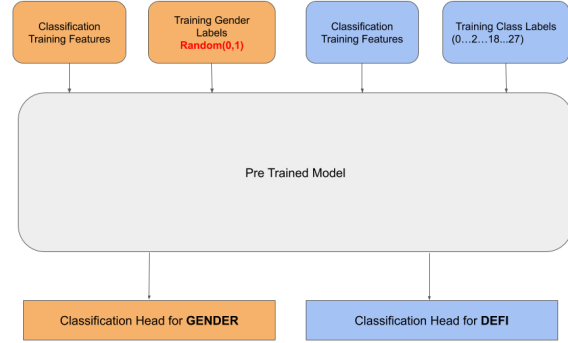 Classification
Training Features
Training Gender
Labels
Random(0,1)
Classification
Training Features
Training Class Labels
(0…2…18...27)
Pre Trained Model
Classification Head for GENDER
Classification Head for DEFI